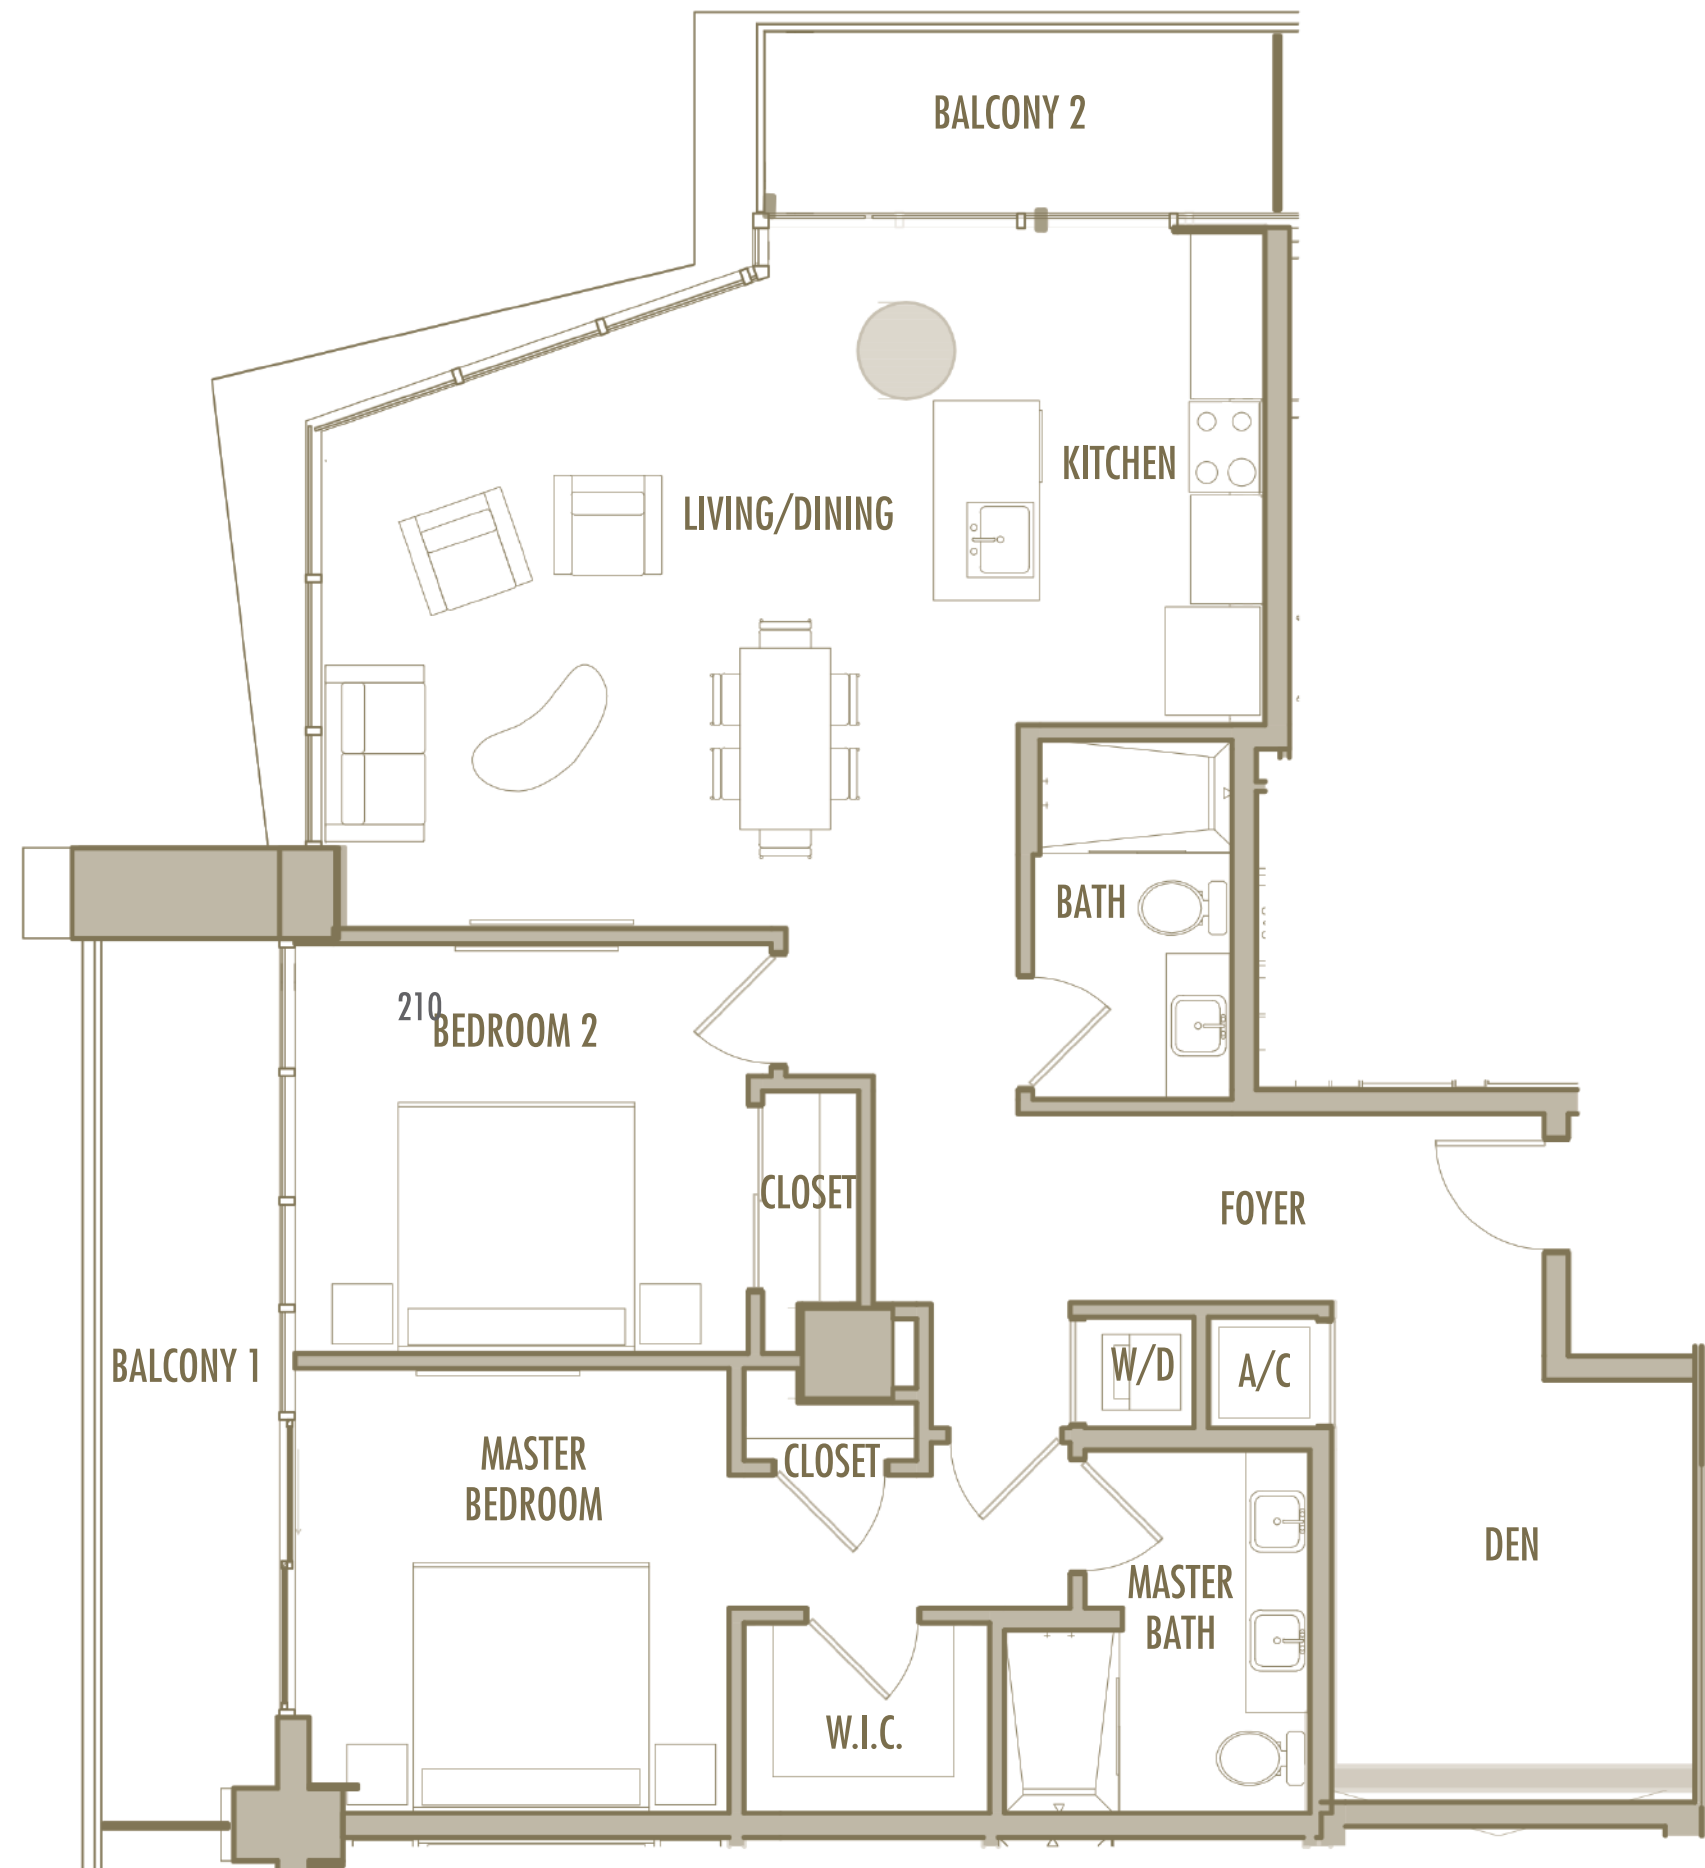 BALCONY 2
KITCHEN
LIVING/DINING
BATH
210
BEDROOM 2
CLOSET
FOYER
BALCONY 1
W/D
A/C
MASTER
BEDROOM
CLOSET
DEN
MASTER
BATH
W.I.C.